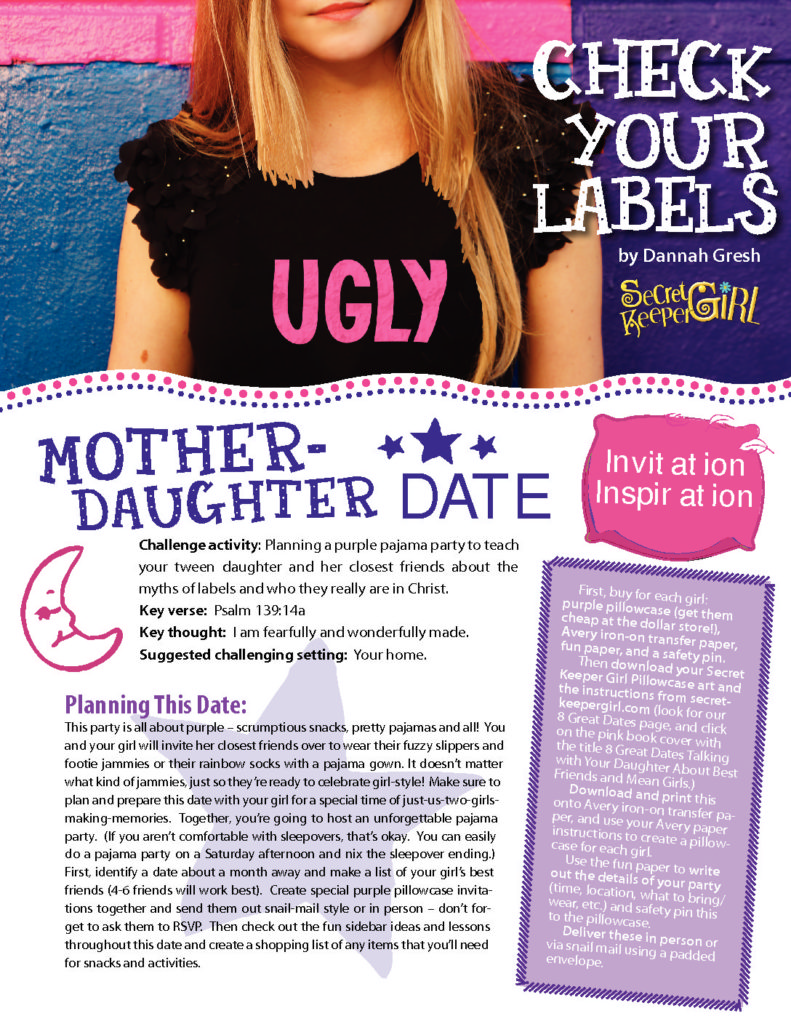 CHECK
YOUR
LABELS
by Dannah Gresh
Secret
Keeper GiRL
UGLY
MOTHER-
DAUGHTER DATE
Challenge activity: Planning a purple pajama party to teach
your tween daughter and her closest friends about the
myths of labels and who they really are in Christ.
Key verse: Psalm 139:14a
Key thought: I am fearfully and wonderfully made.
Suggested challenging setting: Your home.
Planning This Date:
This party is all about purple – scrumptious snacks, pretty pajamas and all! You
and your girl will invite her closest friends over to wear their fuzzy slippers and
footie jammies or their rainbow socks with a pajama gown. It doesn't matter
what kind of jammies, just so they're ready to celebrate girl-style! Make sure to
plan and prepare this date with your girl for a special time of just-us-two-girls-
making-memories. Together, you're going to host an unforgettable pajama
party. (If you aren't comfortable with sleepovers, that's okay. You can easily
do a pajama party on a Saturday afternoon and nix the sleepover ending.)
First, identify a date about a month away and make a list of your girl's best
friends (4-6 friends will work best). Create special purple pillowcase invita-
tions together and send them out snail-mail style or in person – don't for-
get to ask them to RSVP. Then check out the fun sidebar ideas and lessons
throughout this date and create a shopping list of any items that you'll need
for snacks and activities.
Invit at ion
Inspir at ion
First, buy for each girl:
purple pillowcase (get them
cheap at the dollar store!),
Avery iron-on transfer paper,
fun paper, and a safety pin.
Then download your Secret
Keeper Girl Pillowcase art and
the instructions from secret-
keepergirl.com (look for our
8 Great Dates page, and click
on the pink book cover with
the title 8 Great Dates Talking
with Your Daughter About Best
Friends and Mean Girls.)
Download and print this
onto Avery iron-on transfer pa-
per, and use your Avery paper
instructions to create a pillow-
case for each girl.
Use the fun paper to write
out the details of your party
(time, location, what to bring/
wear, etc.) and safety pin this
to the pillowcase.
Deliver these in person or
via snail mail using a padded
envelope.